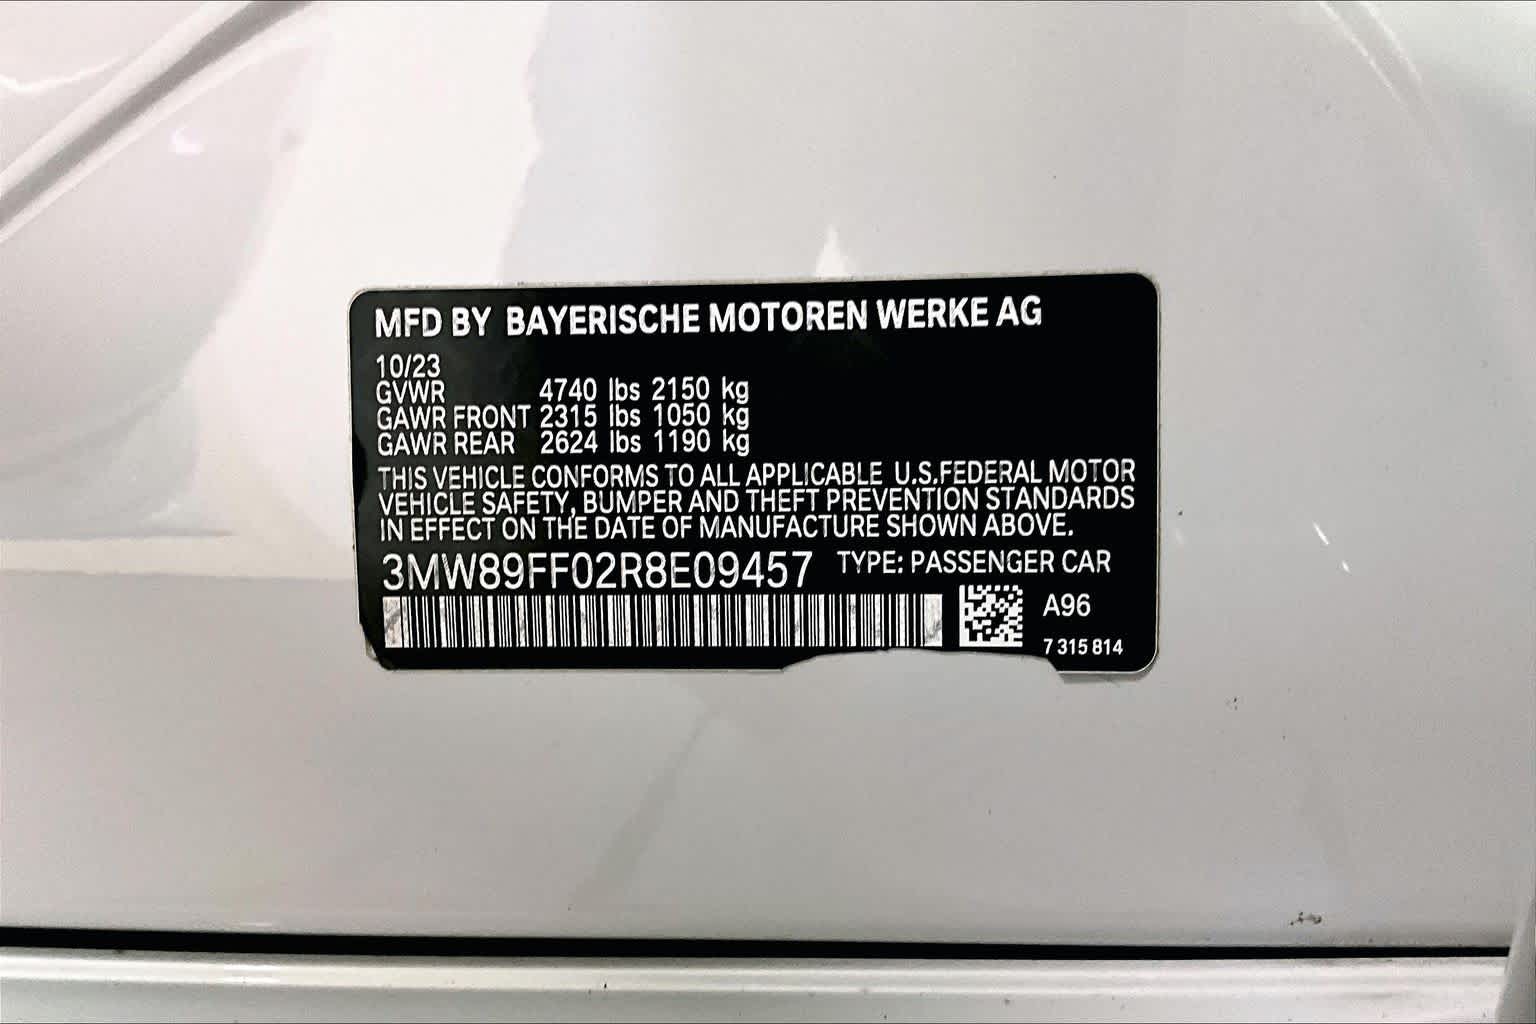 MFD BY BAYERISCHE MOTOREN WERKE AG
10/23
GVWR 4740 lbs 2150 kg
GAWR FRONT 2315 lbs 1050 kg
GAWR REAR 2624 lbs 1190 kg
THIS VEHICLE CONFORMS TO ALL APPLICABLE U.S.FEDERAL MOTOR
VEHICLE SAFETY, BUMPER AND THEFT PREVENTION STANDARDS
IN EFFECT ON THE DATE OF MANUFACTURE SHOWN ABOVE.
3MW89FF02R8E09457 TYPE: PASSENGER CAR
A96
7 315 814